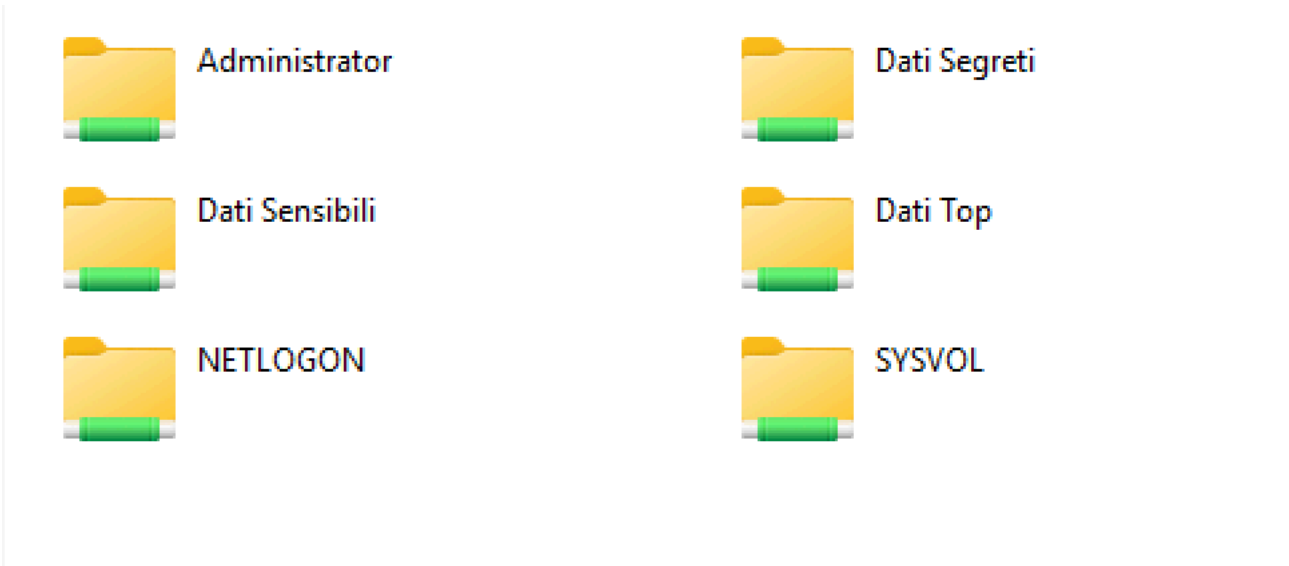 Administrator
Dati Segreti
Dati Sensibili
Dati Top
NETLOGON
SYSVOL